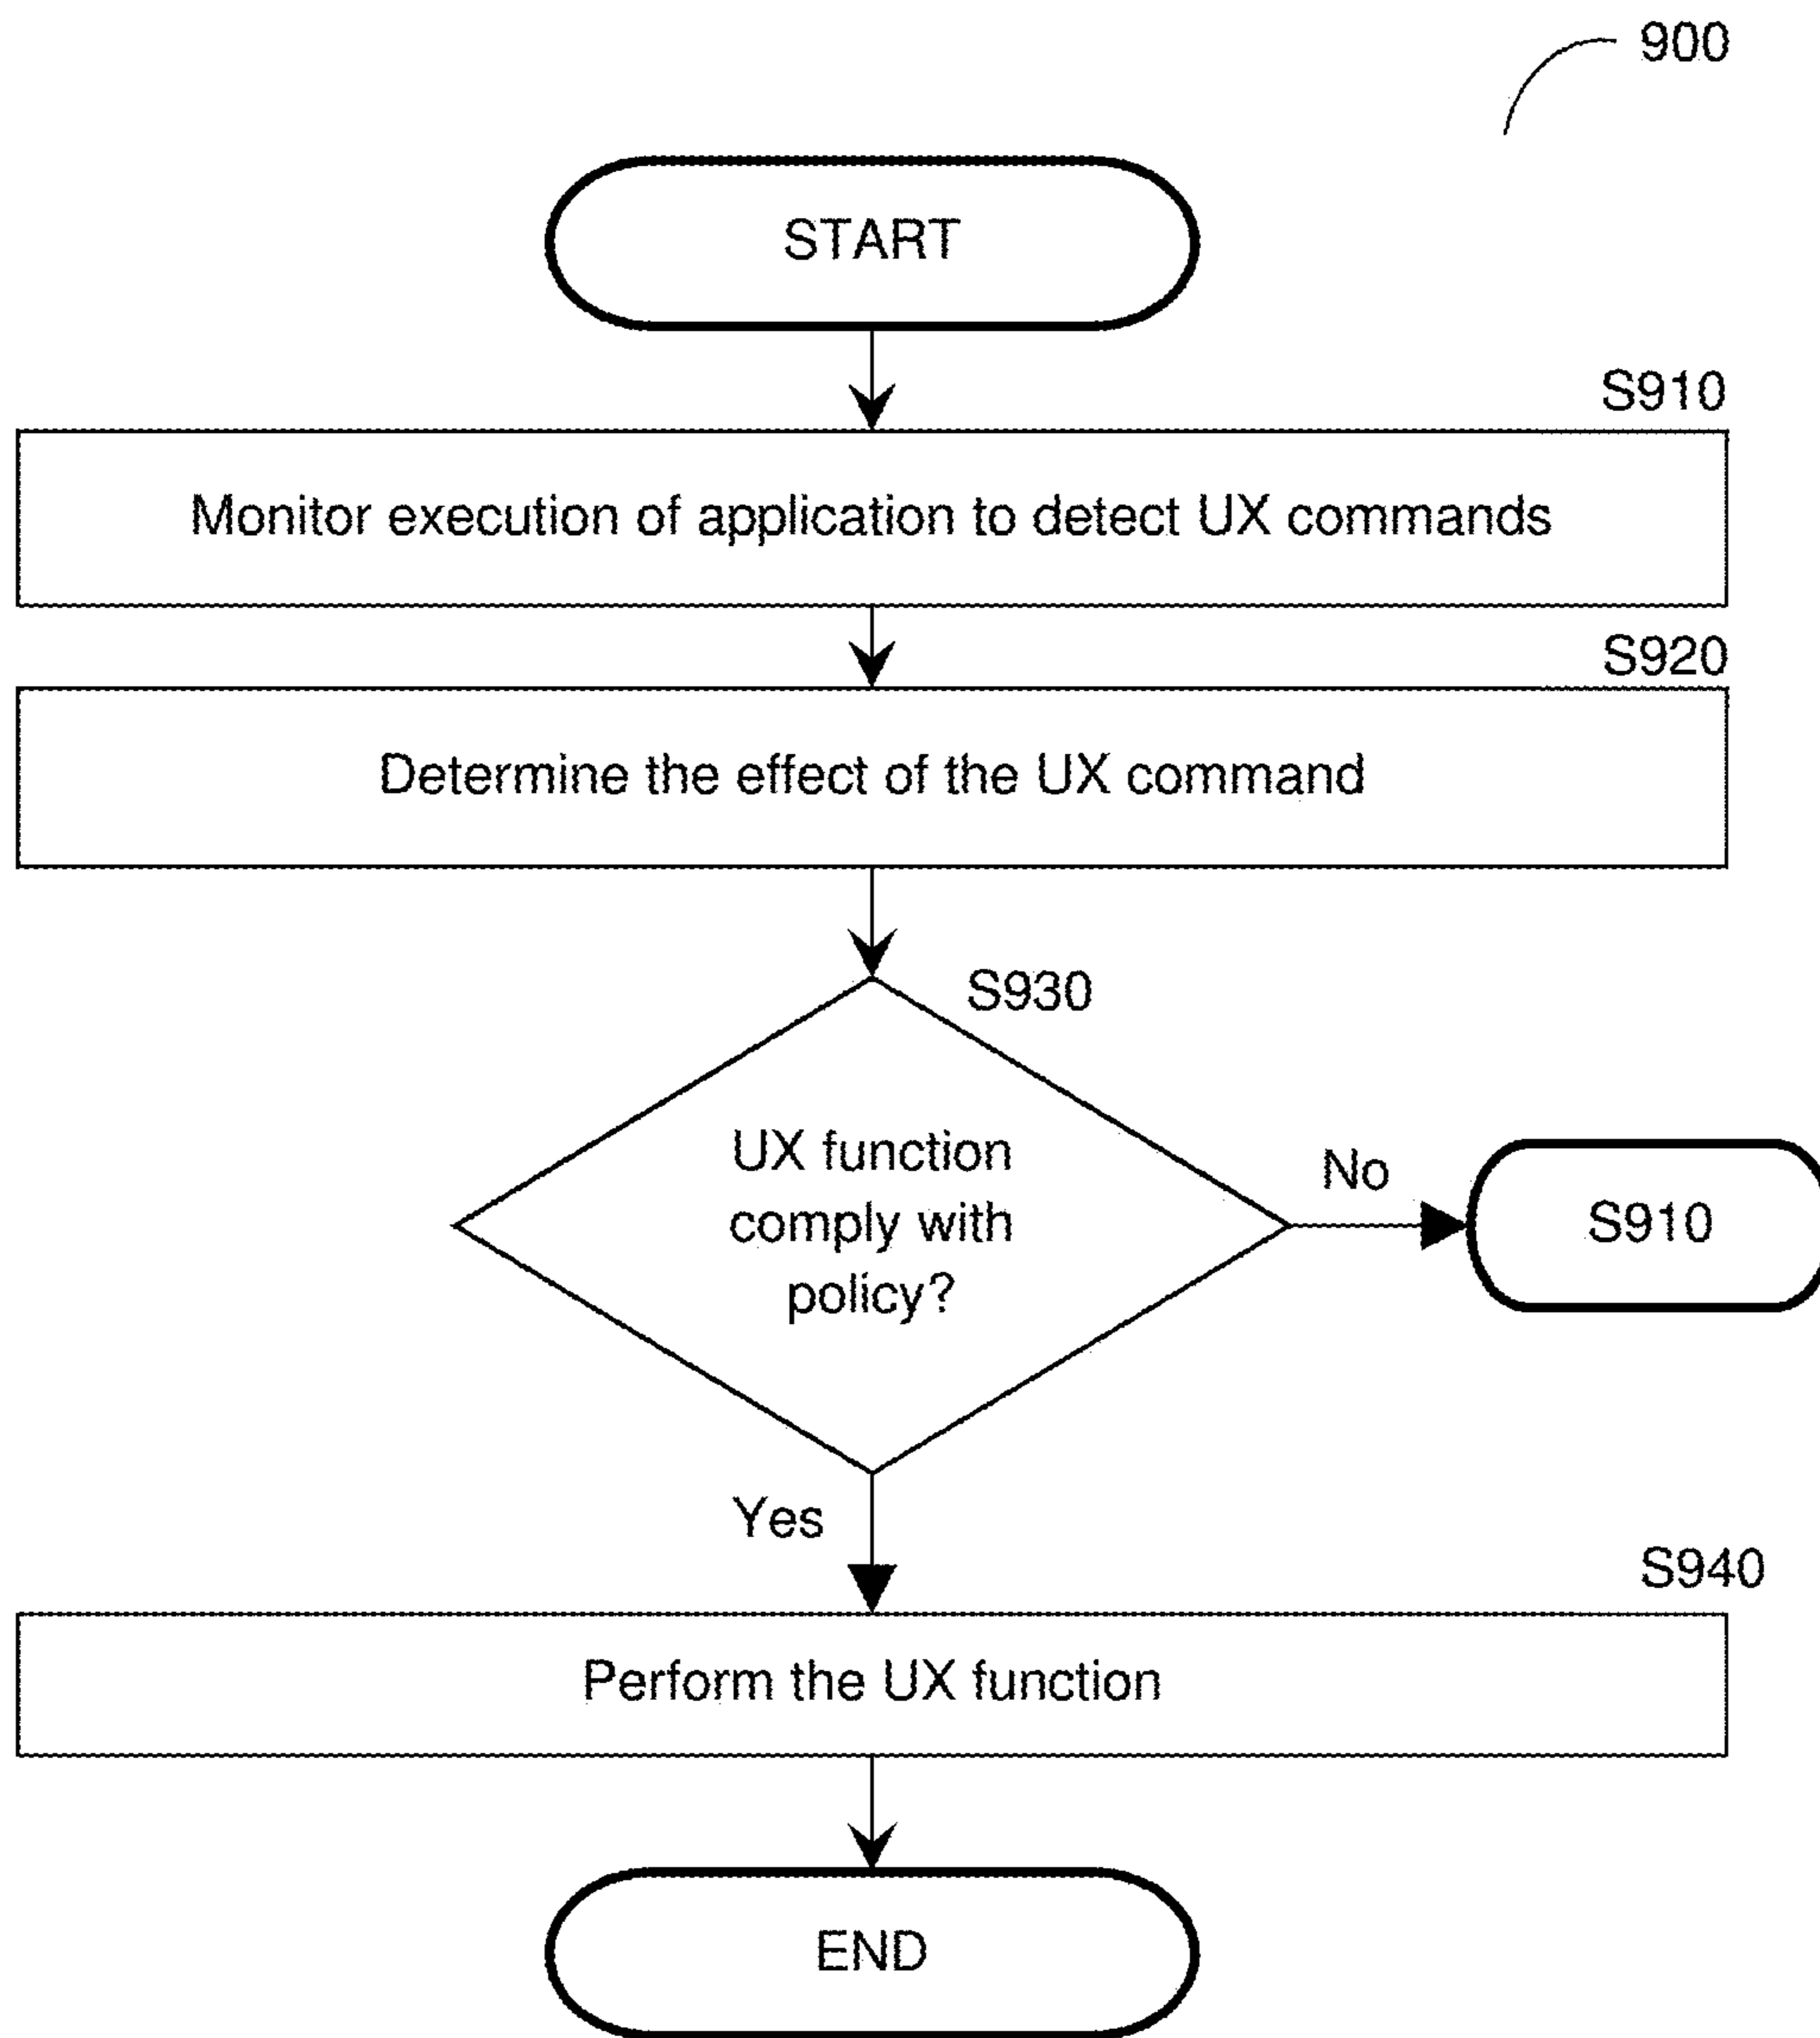 900
START
S910
Monitor execution of application to detect UX commands
S920
Determine the effect of the UX command
S930
UX function
comply with
policy?
No
S910
Yes
S940
Perform the UX function
END